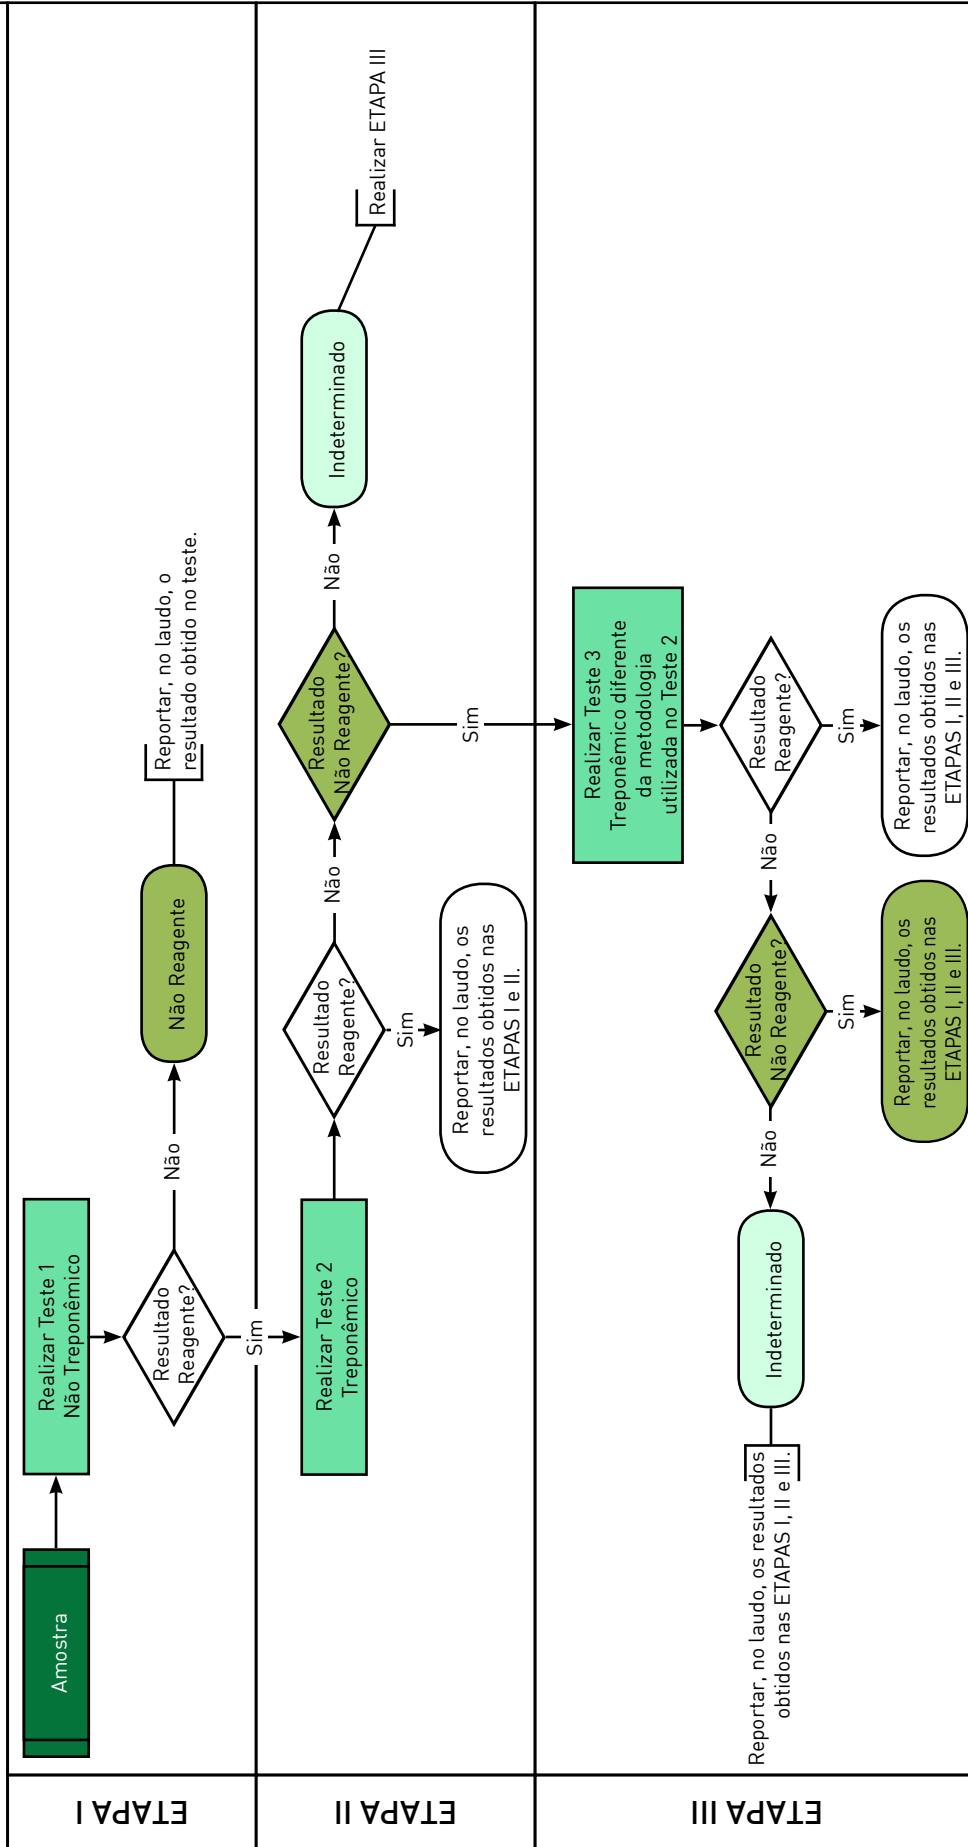 ETAPA I
Amostra
Realizar Teste 1
Não Treponêmico
Resultado
Reagente?
Não
Não Reagente
Reportar, no laudo, o
resultado obtido no teste.
Sim
ETAPA II
Realizar Teste 2
Treponêmico
Resultado
Reagente?
Sim
Reportar, no laudo, os
resultados obtidos nas
ETAPAS I e II.
Não
Resultado
Não Reagente?
Não
Indeterminado
Realizar ETAPA III
Sim
ETAPA III
Realizar Teste 3
Treponêmico diferente
da metodologia
utilizada no Teste 2
Resultado
Reagente?
Sim
Reportar, no laudo, os
resultados obtidos nas
ETAPAS I, II e III.
Não
Resultado
Não Reagente?
Sim
Reportar, no laudo, os
resultados obtidos nas
ETAPAS I, II e III.
Não
Indeterminado
Reportar, no laudo, os resultados
obtidos nas ETAPAS I, II e III.